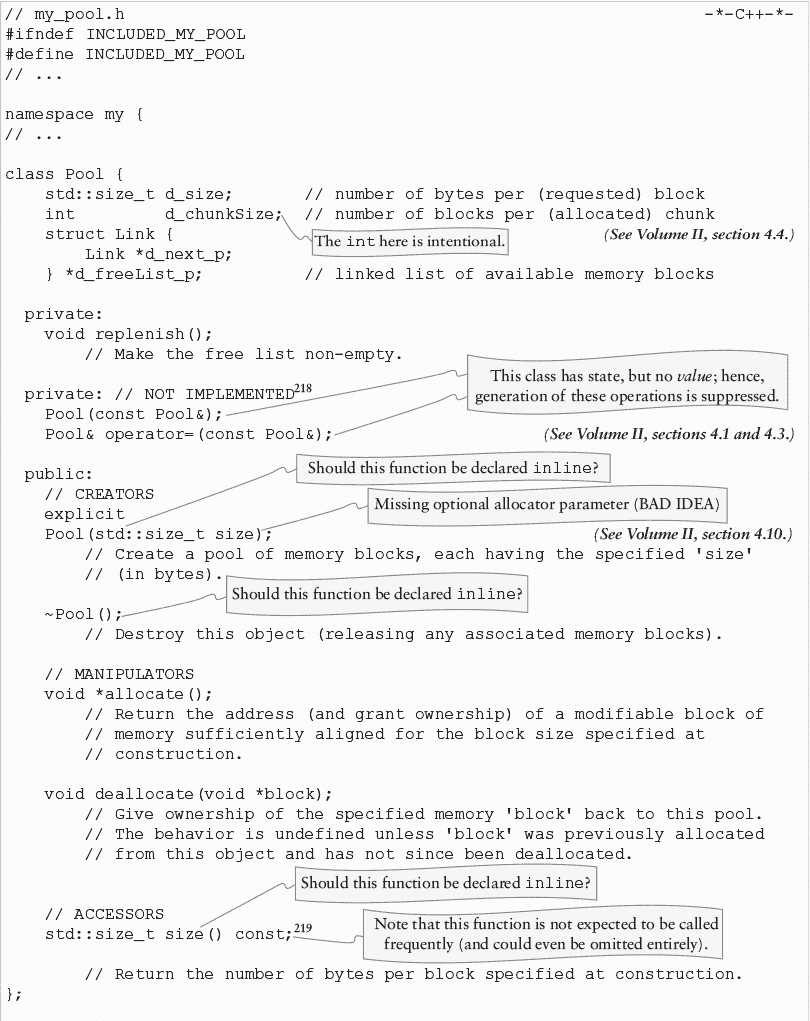 // my_pool.h -*-C++-*-
#ifndef INCLUDED_MY_POOL
#define INCLUDED_MY_POOL
// ...
namespace my {
// ...
class Pool {
std::size_t d_size; // number of bytes per (requested) block
int d_chunkSize; // number of blocks per (allocated) chunk
struct Link {
The int here is intentional.
(See Volume II, section 4.4.)
Link *d_next_p;
} *d_freeList_p; // linked list of available memory blocks
private:
void replenish();
// Make the free list non-empty.
This class has state, but no value; hence,
generation of these operations is suppressed.
private: // NOT IMPLEMENTED218
Pool(const Pool&);
Pool& operator=(const Pool&);
(See Volume II, sections 4.1 and 4.3.)
public:
Should this function be declared inline?
// CREATORS
explicit
Missing optional allocator parameter (BAD IDEA)
Pool(std::size_t size);
(See Volume II, section 4.10.)
// Create a pool of memory blocks, each having the specified 'size'
// (in bytes).
Should this function be declared inline?
~Pool();
// Destroy this object (releasing any associated memory blocks).
// MANIPULATORS
void *allocate();
// Return the address (and grant ownership) of a modifiable block of
// memory sufficiently aligned for the block size specified at
// construction.
void deallocate(void *block);
// Give ownership of the specified memory 'block' back to this pool.
// The behavior is undefined unless 'block' was previously allocated
// from this object and has not since been deallocated.
Should this function be declared inline?
// ACCESSORS
std::size_t size() const;219
Note that this function is not expected to be called
frequently (and could even be omitted entirely).
// Return the number of bytes per block specified at construction.
};